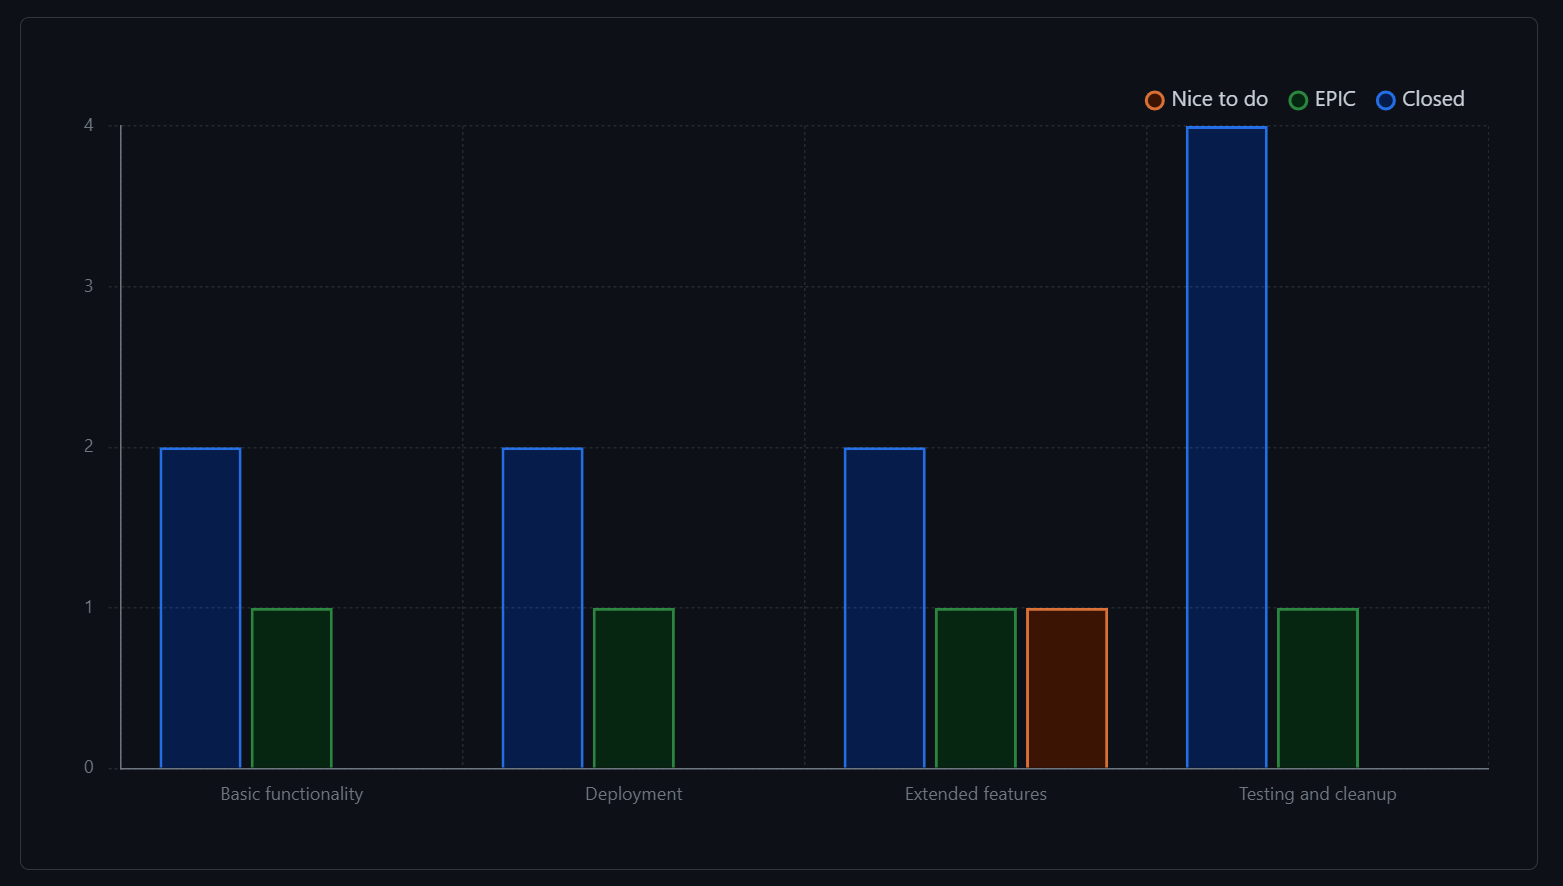 Nice to do EPIC Closed
4
3
2
1
0
Basic functionality Deployment Extended features Testing and cleanup